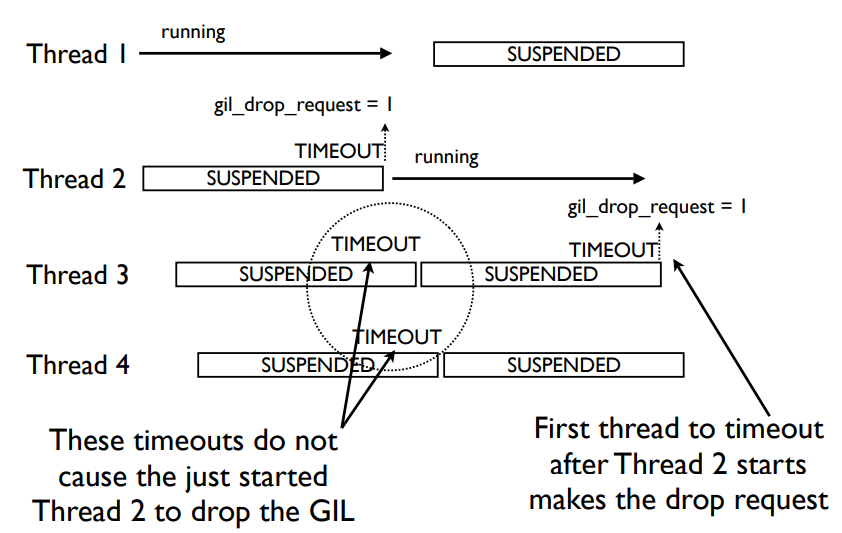 running
Thread 1
SUSPENDED
gil_drop_request = 1
TIMEOUT
running
Thread 2
SUSPENDED
gil_drop_request = 1
TIMEOUT
TIMEOUT
Thread 3
SUSPENDED
SUSPENDED
TIMEOUT
Thread 4
SUSPENDED
SUSPENDED
These timeouts do not
cause the just started
Thread 2 to drop the GIL
First thread to timeout
after Thread 2 starts
makes the drop request